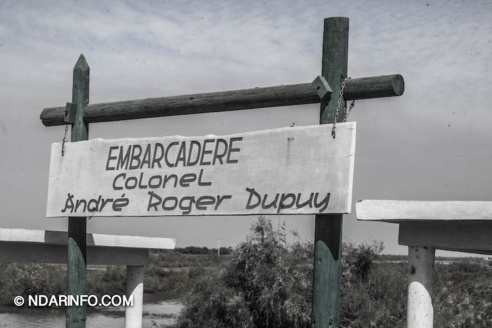 EMBARCADERE
Colonel
André Roger Dupuy
© NDARINFO.COM